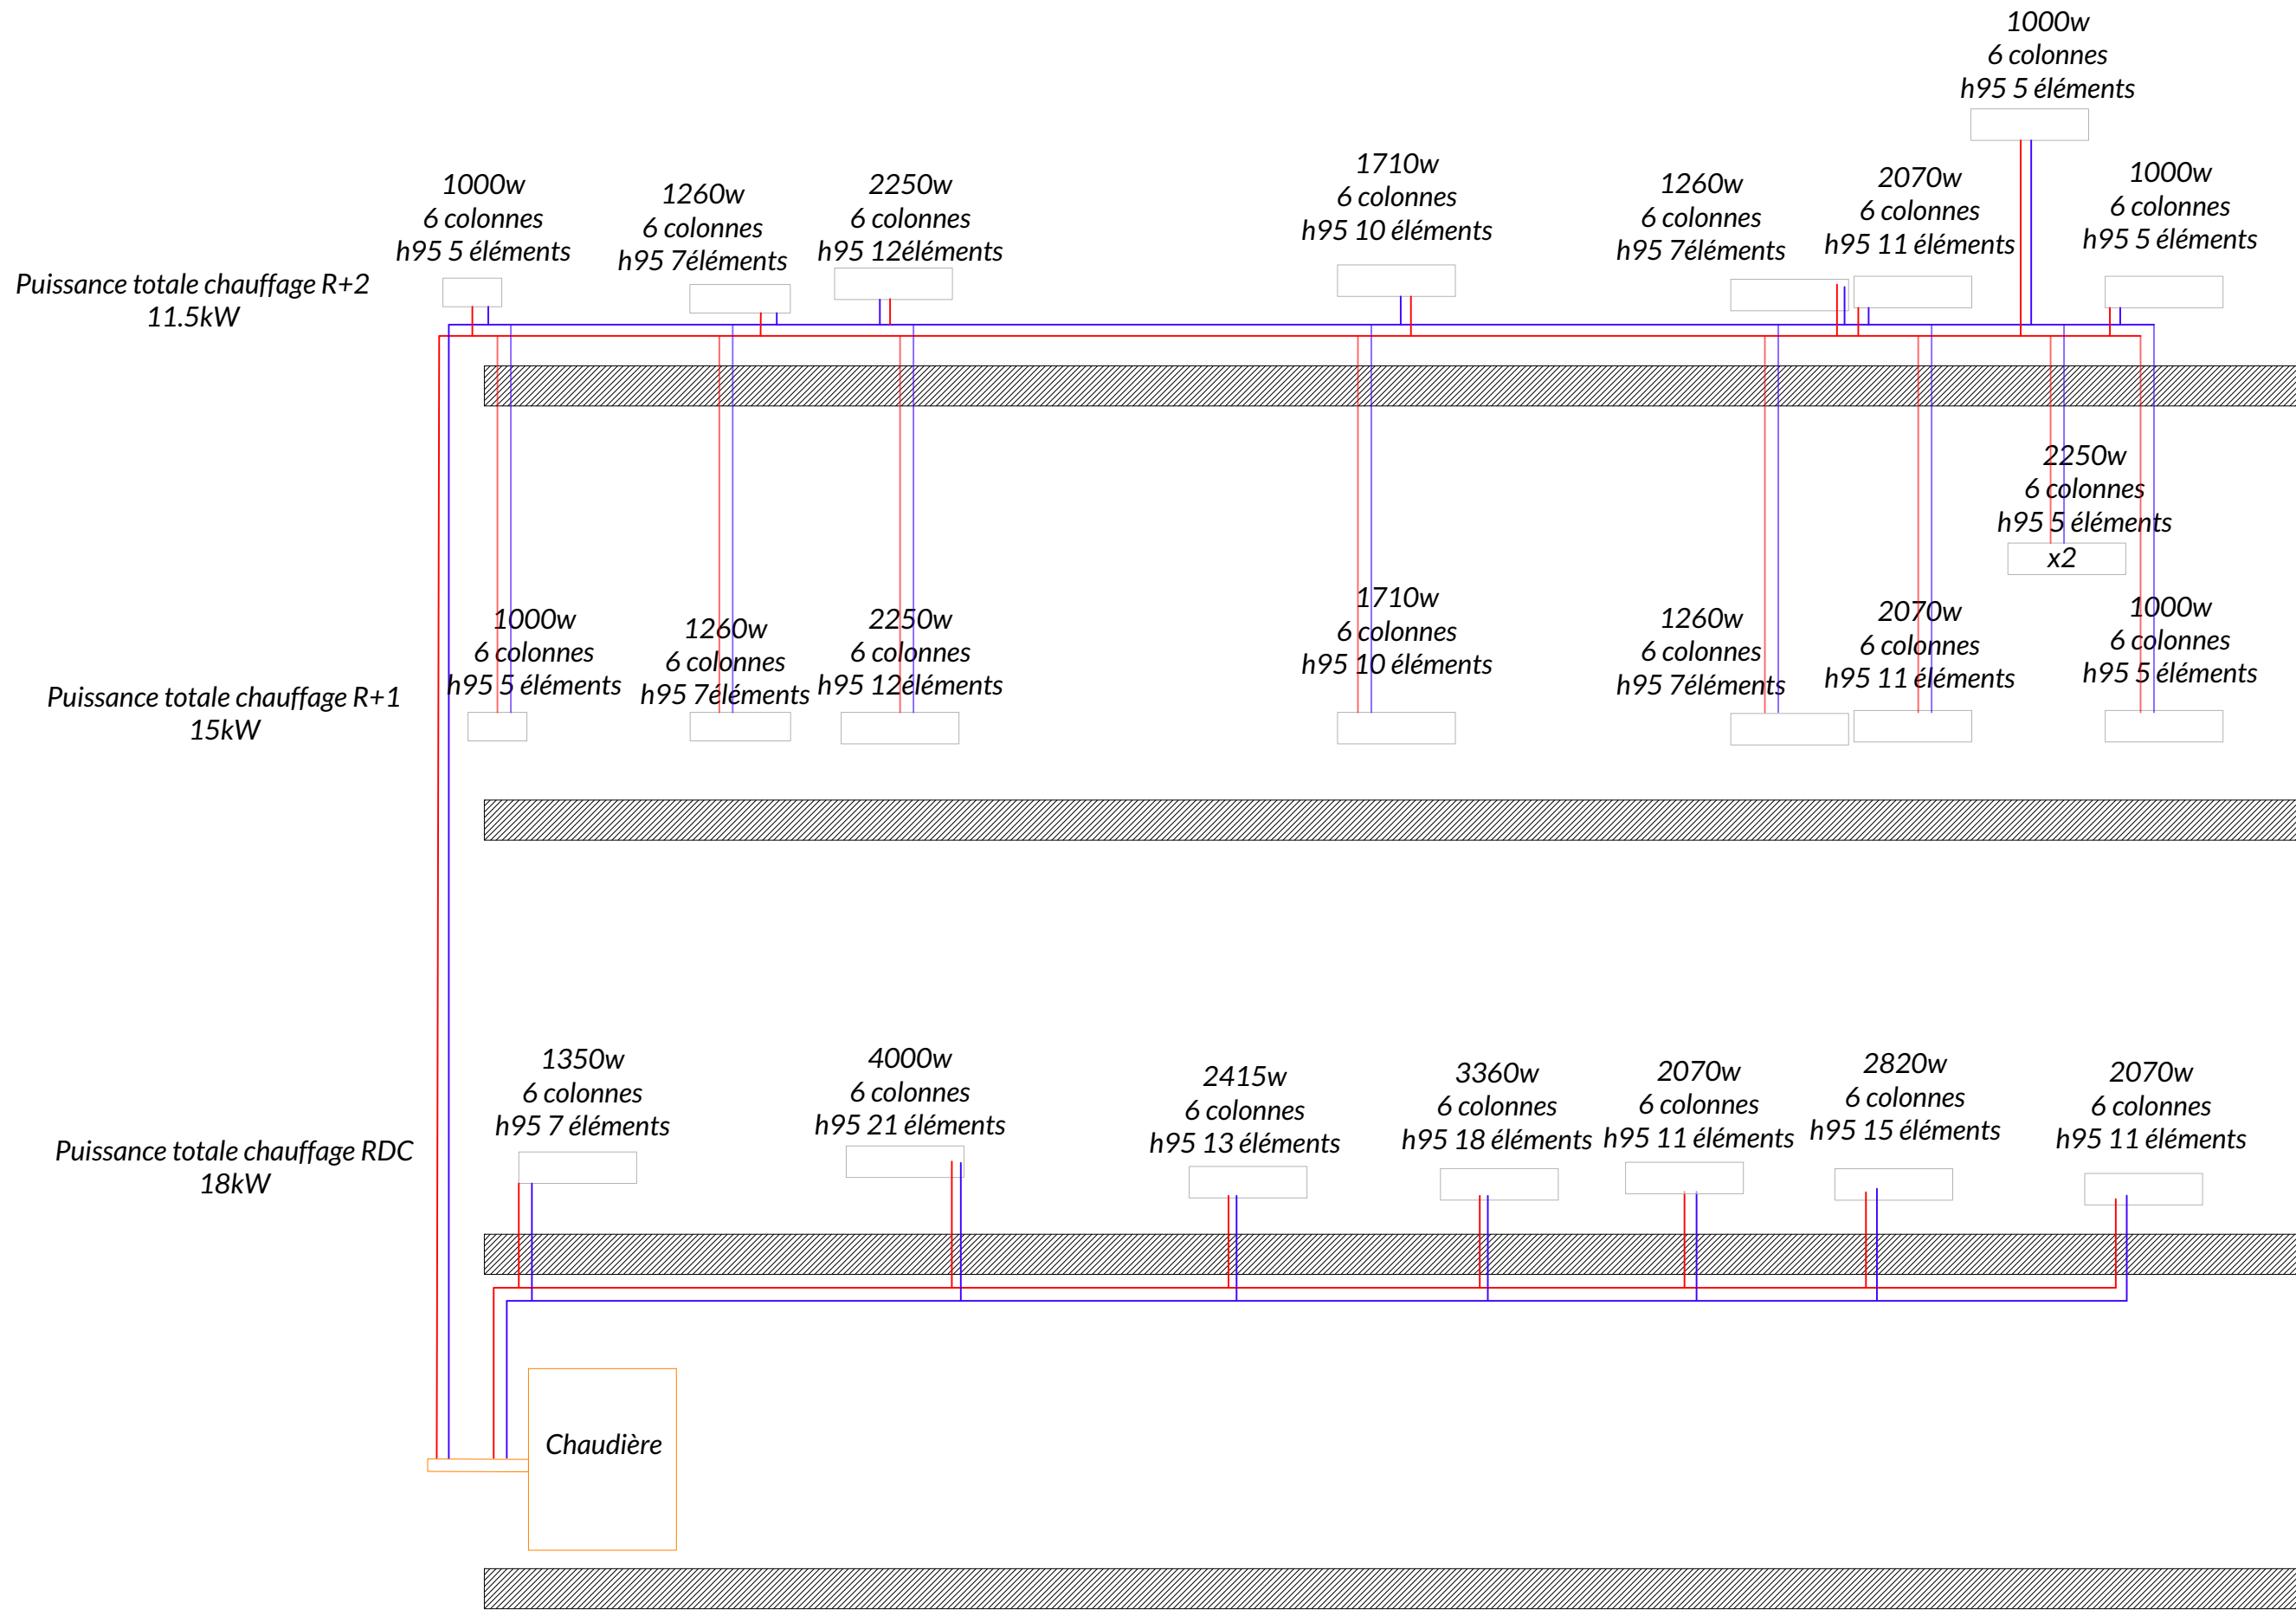 1000w
6 colonnes
h95 5 éléments
1000w
6 colonnes
h95 5 éléments
1260w
6 colonnes
h95 7éléments
2250w
6 colonnes
h95 12éléments
1710w
6 colonnes
h95 10 éléments
1260w
6 colonnes
h95 7éléments
2070w
6 colonnes
h95 11 éléments
1000w
6 colonnes
h95 5 éléments
Puissance totale chauffage R+2
11.5kW
2250w
6 colonnes
h95 5 éléments
x2
1000w
6 colonnes
h95 5 éléments
1260w
6 colonnes
h95 7éléments
2250w
6 colonnes
h95 12éléments
1710w
6 colonnes
h95 10 éléments
1260w
6 colonnes
h95 7éléments
2070w
6 colonnes
h95 11 éléments
1000w
6 colonnes
h95 5 éléments
Puissance totale chauffage R+1
15kW
1350w
6 colonnes
h95 7 éléments
4000w
6 colonnes
h95 21 éléments
2415w
6 colonnes
h95 13 éléments
3360w
6 colonnes
h95 18 éléments
2070w
6 colonnes
h95 11 éléments
2820w
6 colonnes
h95 15 éléments
2070w
6 colonnes
h95 11 éléments
Puissance totale chauffage RDC
18kW
Chaudière